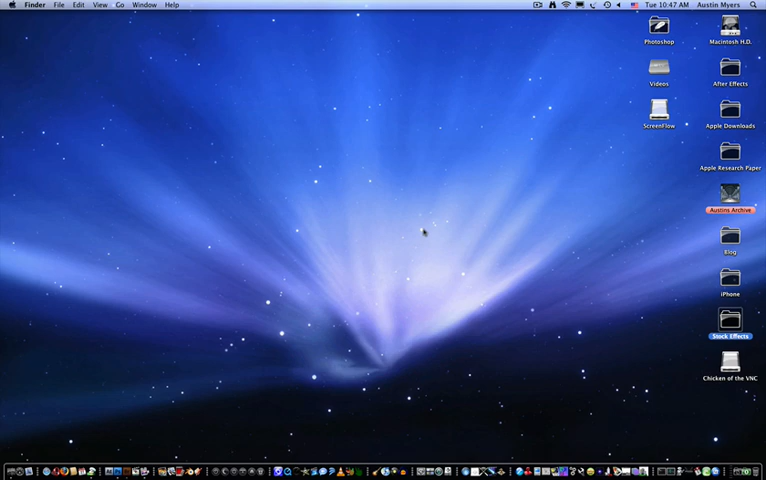 Finder File Edit View Go Window Help Tue 10:47 AM Austin Myers
Photoshop
Macintosh H.D.
Videos
After Effects
ScreenFlow
Apple Downloads
Apple Research Paper
Austins Archive
Blog
iPhone
Stock Effects
Chicken of the VNC